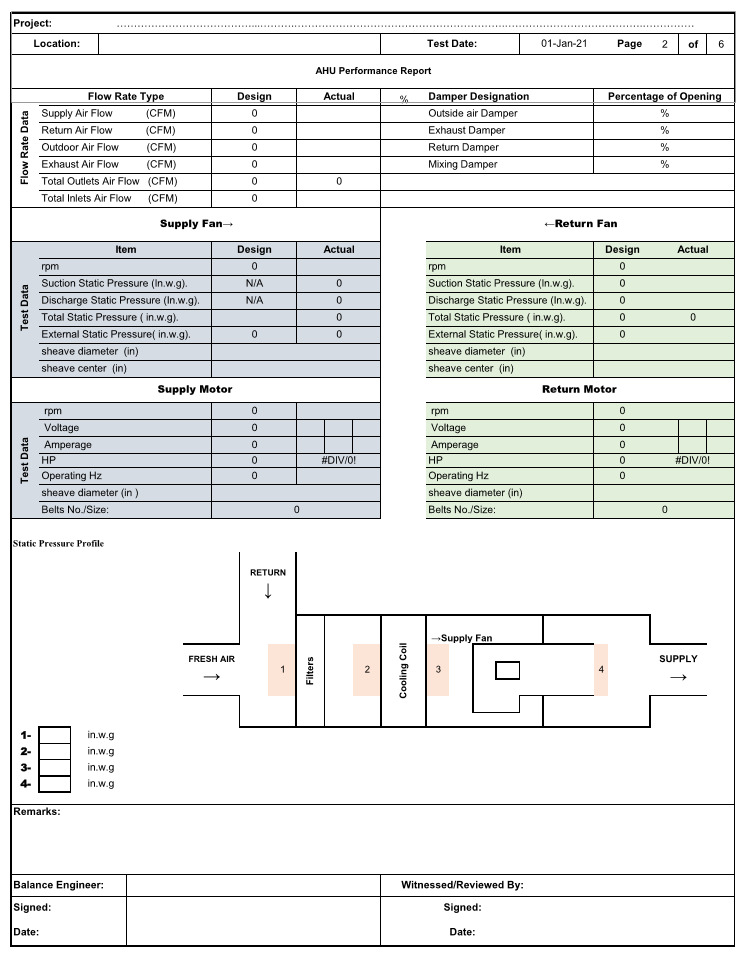 Project: ........................................................................................................................
Location: Test Date: 01-Jan-21 Page 2 of 6
AHU Performance Report
Flow Rate Type Design Actual % Damper Designation Percentage of Opening
Flow Rate Data
Supply Air Flow (CFM) 0 Outside air Damper %
Return Air Flow (CFM) 0 Exhaust Damper %
Outdoor Air Flow (CFM) 0 Return Damper %
Exhaust Air Flow (CFM) 0 Mixing Damper %
Total Outlets Air Flow (CFM) 0 0
Total Inlets Air Flow (CFM) 0
Supply Fan→ ←Return Fan
Item Design Actual Item Design Actual
Test Data
rpm 0 rpm 0
Suction Static Pressure (In.w.g). N/A 0 Suction Static Pressure (In.w.g). 0
Discharge Static Pressure (In.w.g). N/A 0 Discharge Static Pressure (In.w.g). 0
Total Static Pressure ( in.w.g). 0 Total Static Pressure ( in.w.g). 0 0
External Static Pressure( in.w.g). 0 0 External Static Pressure( in.w.g). 0
sheave diameter (in) sheave diameter (in)
sheave center (in) sheave center (in)
Supply Motor Return Motor
Test Data
rpm 0 rpm 0
Voltage 0 Voltage 0
Amperage 0 Amperage 0
HP 0 #DIV/0! HP 0 #DIV/0!
Operating Hz 0 Operating Hz 0
sheave diameter (in ) sheave diameter (in)
Belts No./Size: 0 Belts No./Size: 0
Static Pressure Profile
RETURN
↓
→Supply Fan
FRESH AIR
→
1
Filters
2
Cooling Coil
3
4
SUPPLY
→
1- in.w.g
2- in.w.g
3- in.w.g
4- in.w.g
Remarks:
Balance Engineer: Witnessed/Reviewed By:
Signed: Signed:
Date: Date: